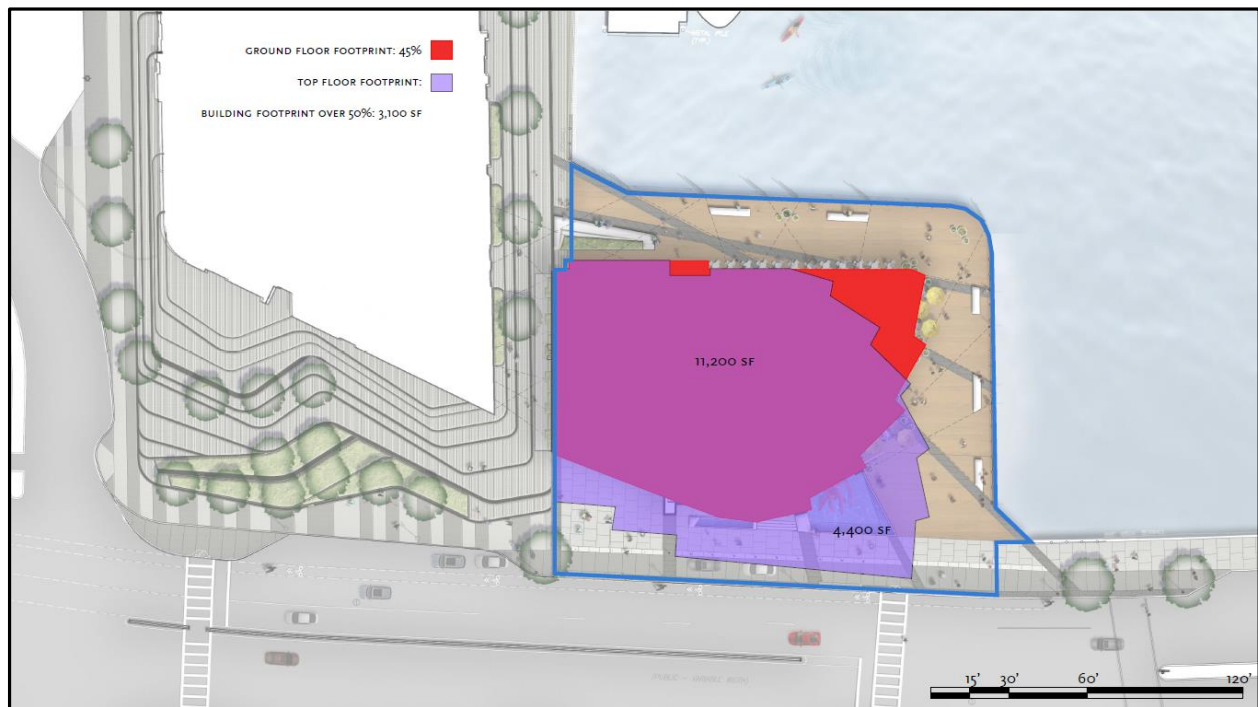 GROUND FLOOR FOOTPRINT: 45%
TOP FLOOR FOOTPRINT:
BUILDING FOOTPRINT OVER 50%: 3,100 SF
11,200 SF
4,400 SF
15' 30' 60' 120'